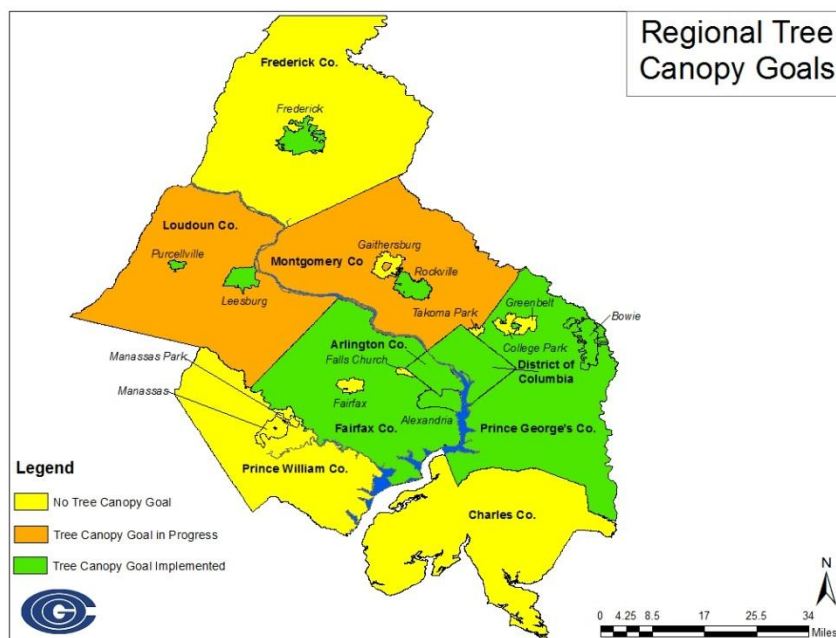 Regional Tree
Canopy Goals
Frederick Co.
Frederick
Loudoun Co.
Purcellville
Leesburg
Montgomery Co
Gaithersburg
Rockville
Takoma Park
Greenbelt
Bowie
College Park
Arlington Co.
Falls Church
District of
Columbia
Manassas Park
Manassas
Fairfax
Alexandria
Fairfax Co.
Prince George's Co.
Prince William Co.
Charles Co.
Legend
No Tree Canopy Goal
Tree Canopy Goal in Progress
Tree Canopy Goal Implemented
N
0 4.25 8.5 17 25.5 34
Miles